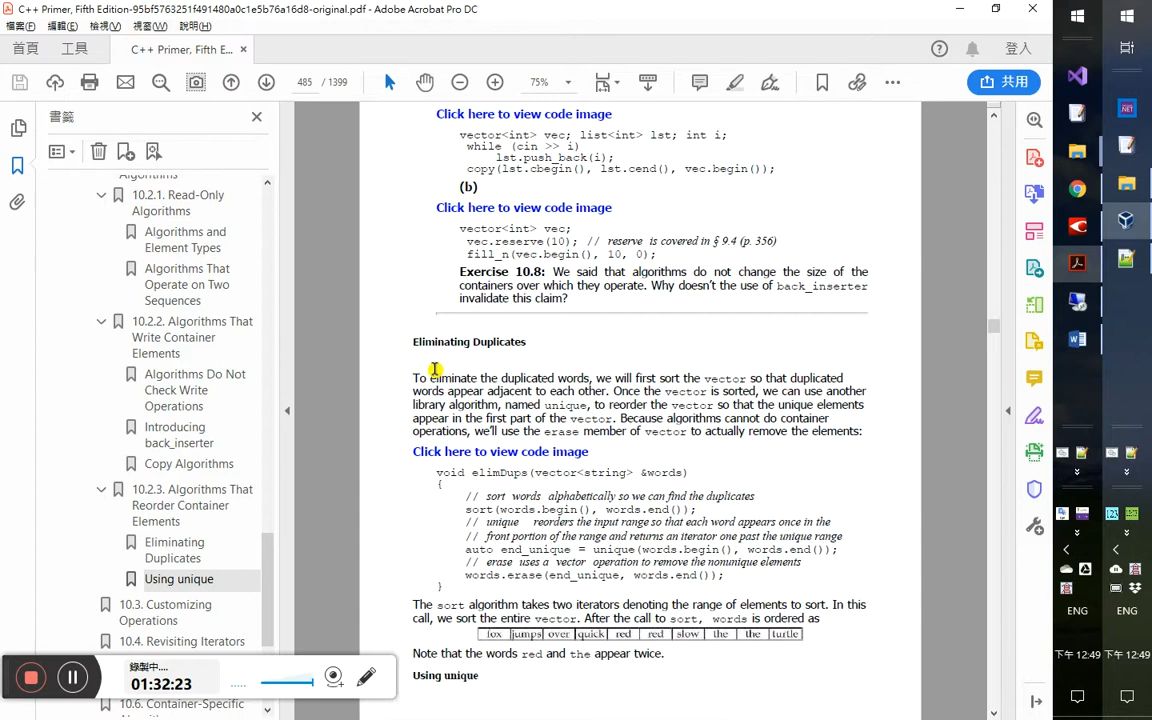 C++ Primer, Fifth Edition-95bf5763251f491480a0c1e5b76a16d8-original.pdf - Adobe Acrobat Pro DC
檔案(F) 編輯(E) 檢視(V) 視窗(W) 說明(H)
首頁 工具 C++ Primer, Fifth E... × 登入
485 / 1399 75% 共用
書籤
Algorithms
10.2.1. Read-Only
Algorithms
Algorithms and
Element Types
Algorithms That
Operate on Two
Sequences
10.2.2. Algorithms That
Write Container
Elements
Algorithms Do Not
Check Write
Operations
Introducing
back_inserter
Copy Algorithms
10.2.3. Algorithms That
Reorder Container
Elements
Eliminating
Duplicates
Using unique
10.3. Customizing
Operations
10.4. Revisiting Iterators
10.6. Container-Specific
錄製中....
01:32:23
Click here to view code image
vector<int> vec; list<int> lst; int i;
while (cin >> i)
lst.push_back(i);
copy(lst.cbegin(), lst.cend(), vec.begin());
(b)
Click here to view code image
vector<int> vec;
vec.reserve(10); // reserve is covered in § 9.4 (p. 356)
fill_n(vec.begin(), 10, 0);
Exercise 10.8: We said that algorithms do not change the size of the
containers over which they operate. Why doesn't the use of back_inserter
invalidate this claim?
Eliminating Duplicates
To eliminate the duplicated words, we will first sort the vector so that duplicated
words appear adjacent to each other. Once the vector is sorted, we can use another
library algorithm, named unique, to reorder the vector so that the unique elements
appear in the first part of the vector. Because algorithms cannot do container
operations, we'll use the erase member of vector to actually remove the elements:
Click here to view code image
void elimDups(vector<string> &words)
{
// sort words alphabetically so we can find the duplicates
sort(words.begin(), words.end());
// unique reorders the input range so that each word appears once in the
// front portion of the range and returns an iterator one past the unique range
auto end_unique = unique(words.begin(), words.end());
// erase uses a vector operation to remove the nonunique elements
words.erase(end_unique, words.end());
}
The sort algorithm takes two iterators denoting the range of elements to sort. In this
call, we sort the entire vector. After the call to sort, words is ordered as
fox jumps over quick red red slow the the turtle
Note that the words red and the appear twice.
Using unique
ENG ENG
下午 12:49 下午 12:49